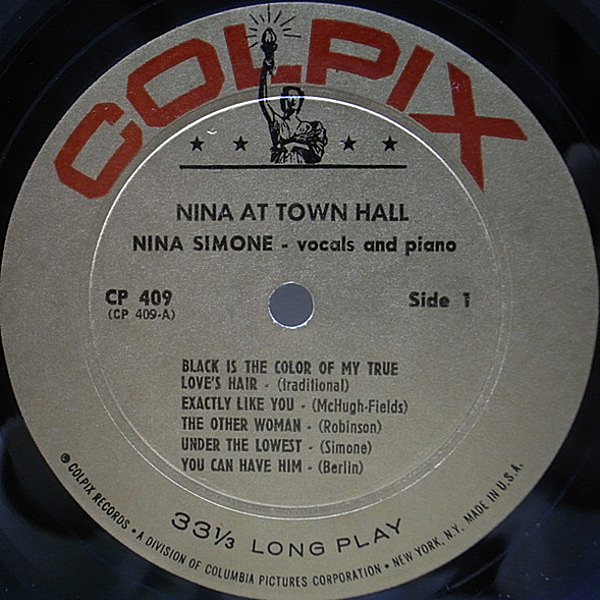 COLPIX
NINA AT TOWN HALL
NINA SIMONE - vocals and piano
CP 409
(CP 409-A)
Side 1
BLACK IS THE COLOR OF MY TRUE
LOVE'S HAIR - (traditional)
EXACTLY LIKE YOU - (McHugh-Fields)
THE OTHER WOMAN - (Robinson)
UNDER THE LOWEST - (Simone)
YOU CAN HAVE HIM - (Berlin)
33⅓ LONG PLAY
℗ COLPIX RECORDS • A DIVISION OF COLUMBIA PICTURES CORPORATION • NEW YORK, N.Y. MADE IN U.S.A.